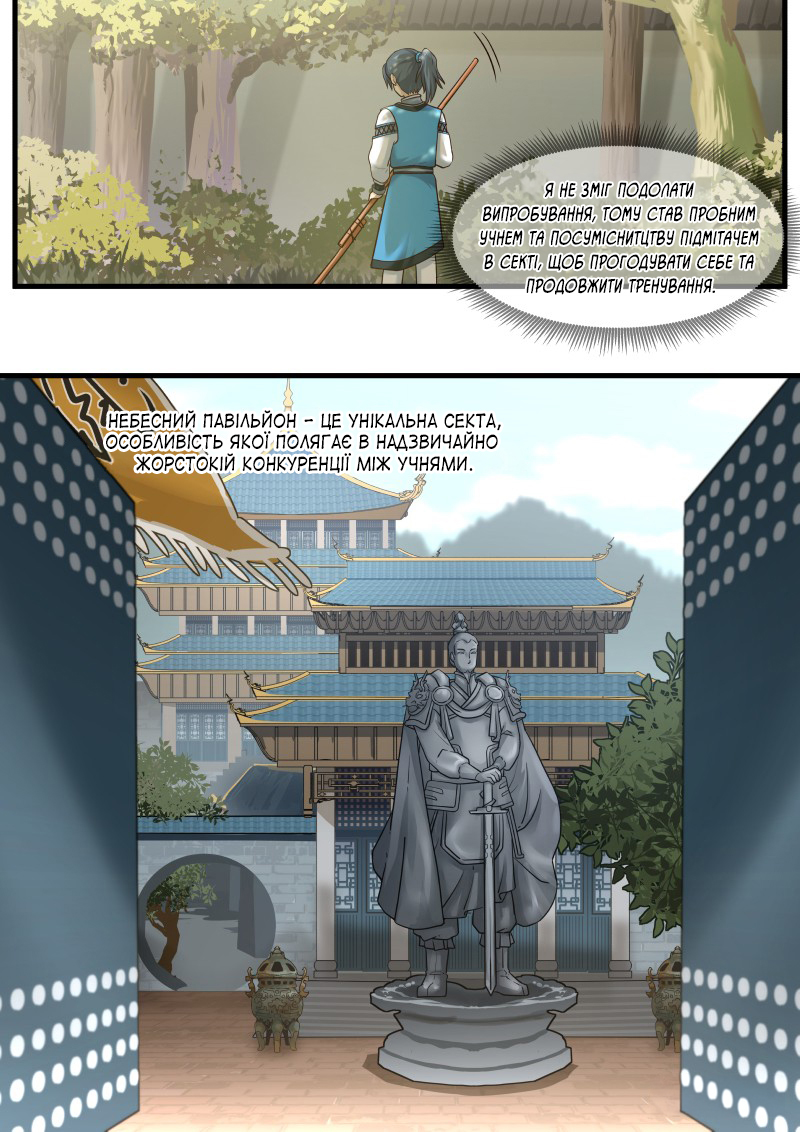 Я НЕ ЗМІГ ПОДОЛАТИ
ВИПРОБУВАННЯ, ТОМУ СТАВ ПРОБНИМ
УЧНЕМ ТА ПОСУМІСНИТЦТВУ ПІДМІТАЧЕМ
В СЕКТІ, ЩОБ ПРОГОДУВАТИ СЕБЕ ТА
ПРОДОВЖИТИ ТРЕНУВАННЯ.
НЕБЕСНИЙ ПАВІЛЬЙОН - ЦЕ УНІКАЛЬНА СЕКТА,
ОСОБЛИВІСТЬ ЯКОЇ ПОЛЯГАЄ В НАДЗВИЧАЙНО
ЖОРСТОКІЙ КОНКУРЕНЦІЇ МІЖ УЧНЯМИ.